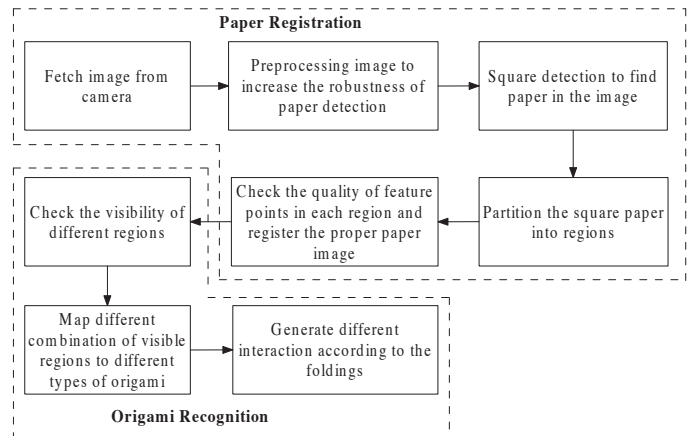 Paper Registration
Fetch image from
camera
Preprocessing image to
increase the robustness of
paper detection
Square detection to find
paper in the image
Partition the square paper
into regions
Check the quality of feature
points in each region and
register the proper paper
image
Check the visibility of
different regions
Map different
combination of visible
regions to different
types of origami
Generate different
interaction according to the
foldings
Origami Recognition